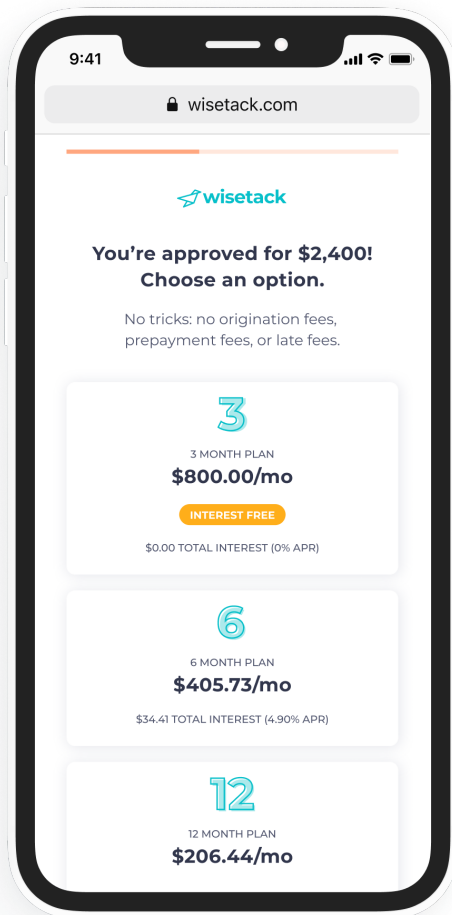 9:41
wisetack.com
wisetack
You’re approved for $2,400!
Choose an option.
No tricks: no origination fees,
prepayment fees, or late fees.
3
3 MONTH PLAN
$800.00/mo
INTEREST FREE
$0.00 TOTAL INTEREST (0% APR)
6
6 MONTH PLAN
$405.73/mo
$34.41 TOTAL INTEREST (4.90% APR)
12
12 MONTH PLAN
$206.44/mo